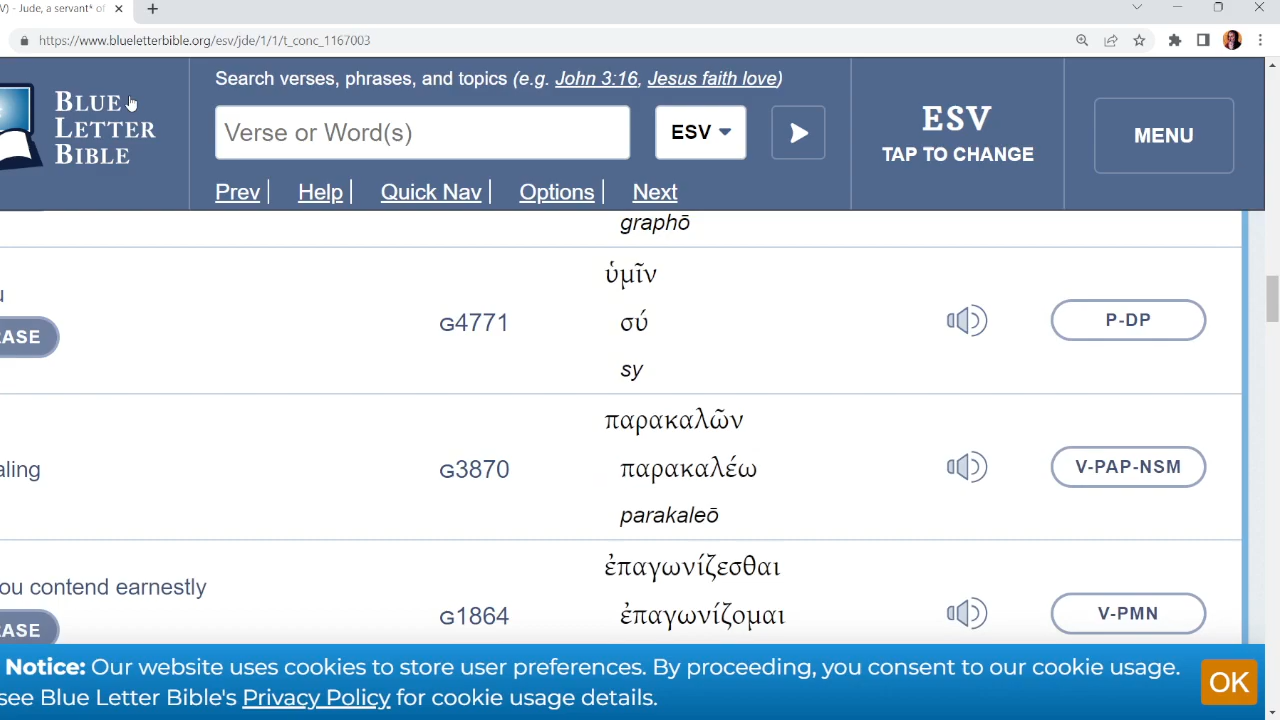 V) - Jude, a servant* of
https://www.blueletterbible.org/esv/jde/1/1/t_conc_1167003
Search verses, phrases, and topics (e.g. John 3:16, Jesus faith love)
BLUE
LETTER
BIBLE
Verse or Word(s)
ESV
ESV
TAP TO CHANGE
MENU
Prev | Help | Quick Nav | Options | Next
graphō
ὑμῖν
G4771
σύ
P-DP
RASE
sy
παρακαλῶν
aling
G3870
παρακαλέω
V-PAP-NSM
parakaleō
ἐπαγωνίζεσθαι
ou contend earnestly
G1864
ἐπαγωνίζομαι
V-PMN
RASE
Notice: Our website uses cookies to store user preferences. By proceeding, you consent to our cookie usage.
see Blue Letter Bible's Privacy Policy for cookie usage details.
OK